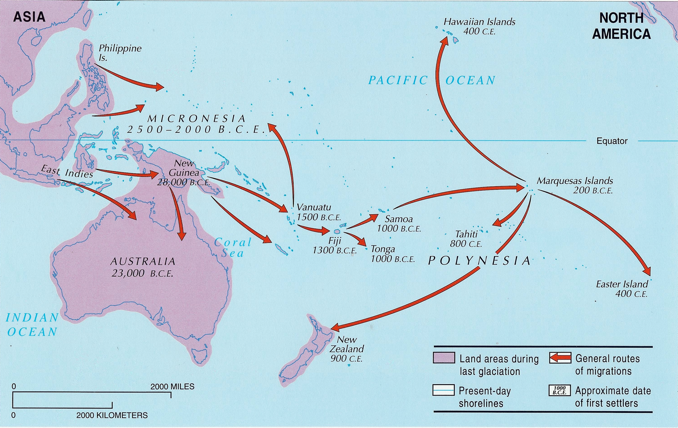 ASIA
NORTH
AMERICA
Hawaiian Islands
400 C.E.
Philippine
Is.
PACIFIC OCEAN
MICRONESIA
2500–2000 B.C.E.
Equator
East Indies
New
Guinea
28,000 B.C.E.
Marquesas Islands
200 B.C.E.
Vanuatu
1500 B.C.E.
Samoa
1000 B.C.E.
Fiji
1300 B.C.E.
Tonga
1000 B.C.E.
Tahiti
800 C.E.
Coral
Sea
AUSTRALIA
23,000 B.C.E.
POLYNESIA
Easter Island
400 C.E.
INDIAN
OCEAN
New
Zealand
900 C.E.
0 2000 MILES
0 2000 KILOMETERS
Land areas during
last glaciation
General routes
of migrations
Present-day
shorelines
1000
B.C.E.
Approximate date
of first settlers